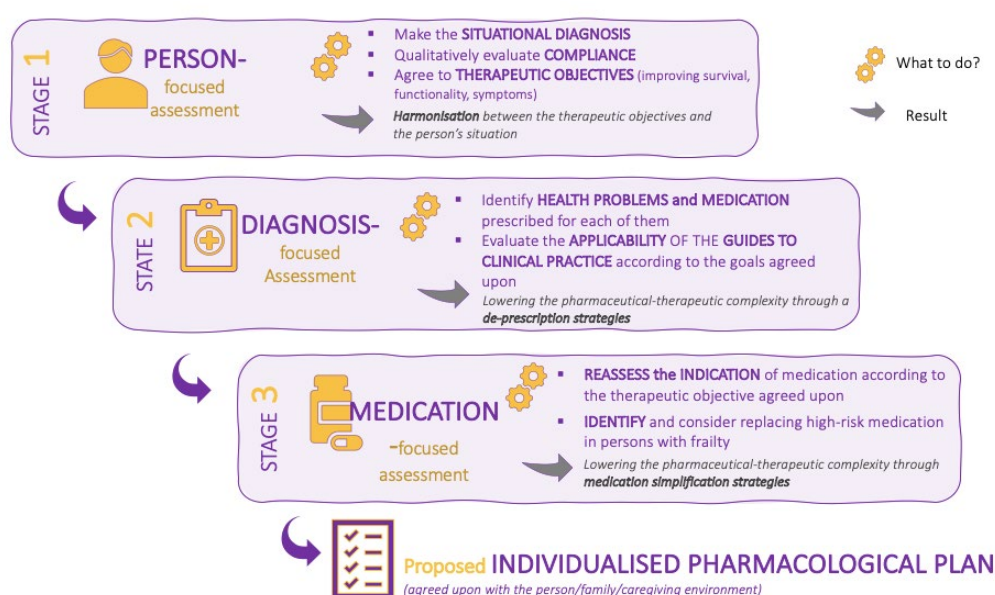 STAGE 1
PERSON-
focused
assessment
▪ Make the SITUATIONAL DIAGNOSIS
▪ Qualitatively evaluate COMPLIANCE
▪ Agree to THERAPEUTIC OBJECTIVES (improving survival,
functionality, symptoms)
Harmonisation between the therapeutic objectives and
the person's situation
What to do?
Result
STATE 2
DIAGNOSIS-
focused
Assessment
▪ Identify HEALTH PROBLEMS and MEDICATION
prescribed for each of them
▪ Evaluate the APPLICABILITY OF THE GUIDES TO
CLINICAL PRACTICE according to the goals agreed
upon
Lowering the pharmaceutical-therapeutic complexity through a
de-prescription strategies
STAGE 3
MEDICATION
-focused
assessment
▪ REASSESS the INDICATION of medication according to
the therapeutic objective agreed upon
▪ IDENTIFY and consider replacing high-risk medication
in persons with frailty
Lowering the pharmaceutical-therapeutic complexity through
medication simplification strategies
Proposed INDIVIDUALISED PHARMACOLOGICAL PLAN
(agreed upon with the person/family/caregiving environment)